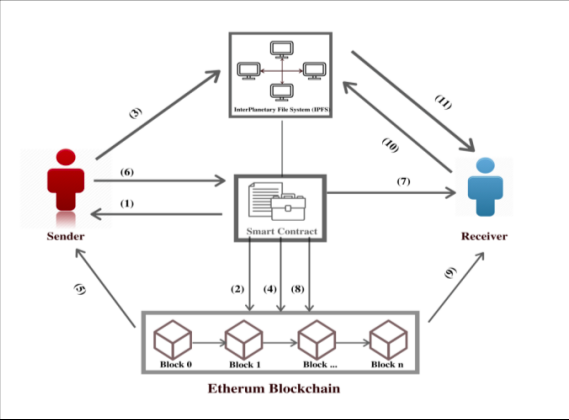 InterPlanetary File System (IPFS)
(3)
(11)
(10)
(6)
(7)
(1)
Smart Contract
Sender
Receiver
(2)
(4)
(8)
(5)
(9)
Block 0
Block 1
Block ...
Block n
Etherum Blockchain